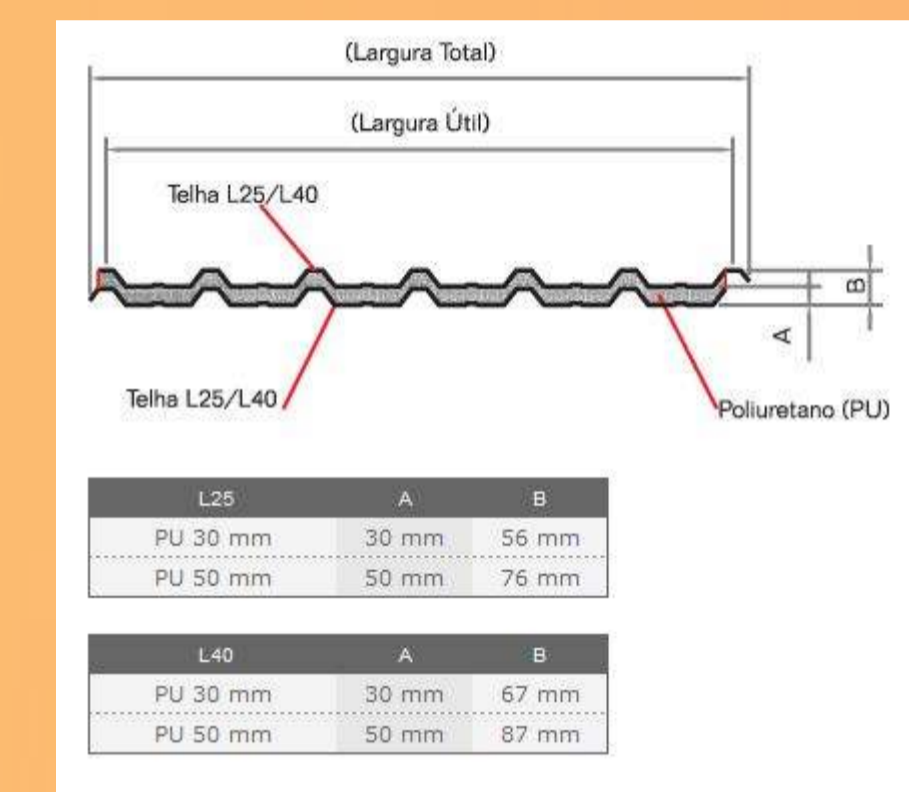 (Largura Total)
(Largura Útil)
Telha L25/L40
B
A
Telha L25/L40
Poliuretano (PU)
L25 A B
PU 30 mm 30 mm 56 mm
PU 50 mm 50 mm 76 mm
L40 A B
PU 30 mm 30 mm 67 mm
PU 50 mm 50 mm 87 mm